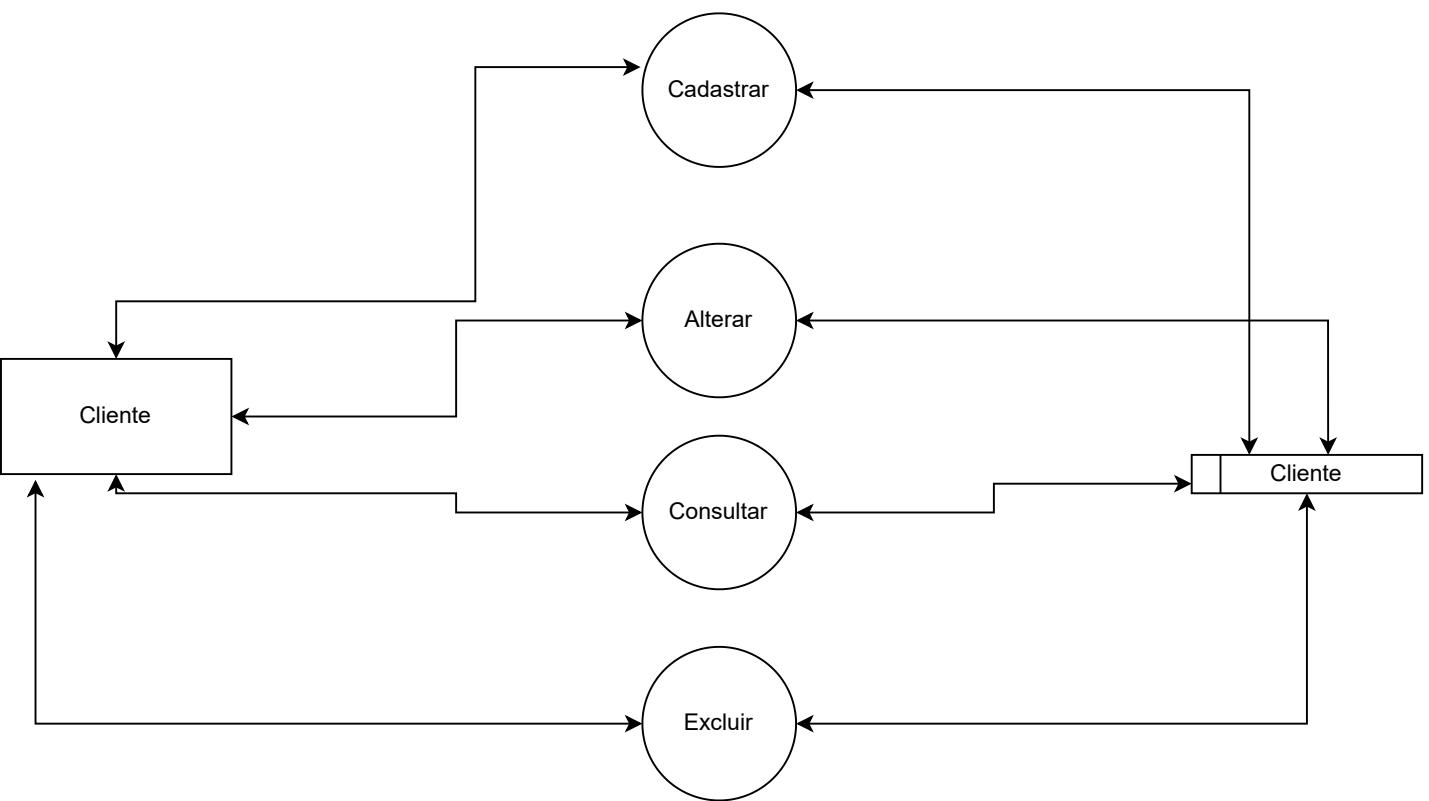 Cadastrar
Alterar
Cliente
Cliente
Consultar
Excluir